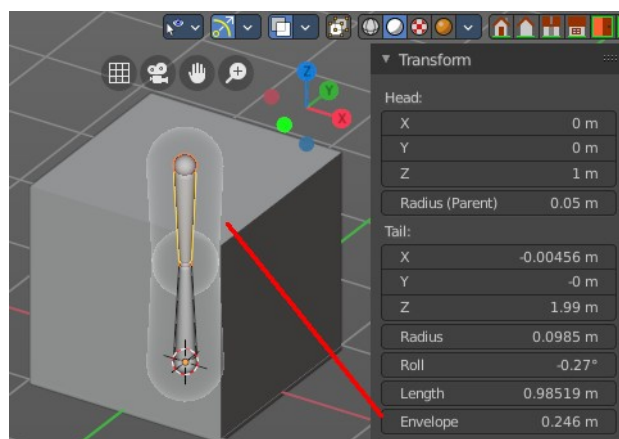 Transform
Head:
X 0 m
Y 0 m
Z 1 m
Radius (Parent) 0.05 m
Tail:
X -0.00456 m
Y -0 m
Z 1.99 m
Radius 0.0985 m
Roll -0.27°
Length 0.98519 m
Envelope 0.246 m
Z
Y
X